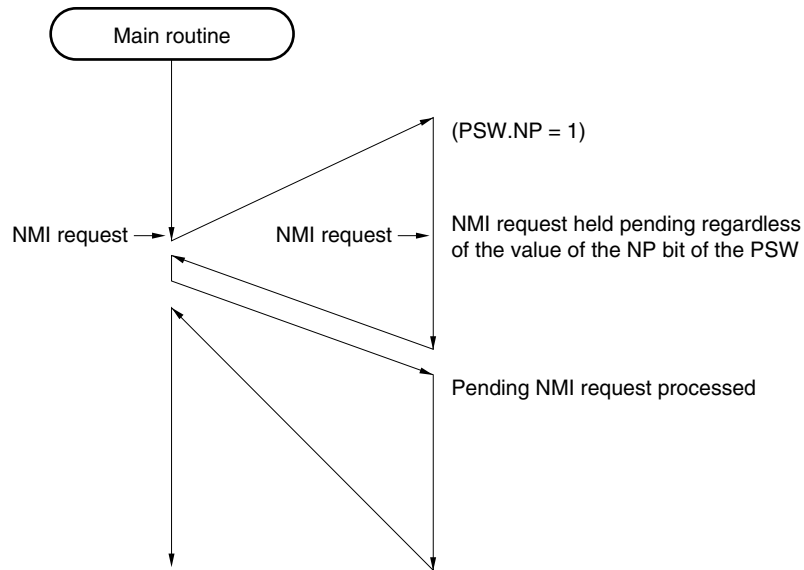 Main routine
(PSW.NP = 1)
NMI request
NMI request
NMI request held pending regardless
of the value of the NP bit of the PSW
Pending NMI request processed